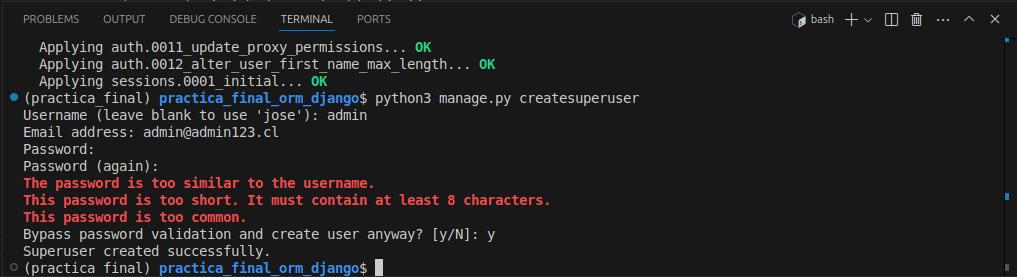 PROBLEMS OUTPUT DEBUG CONSOLE TERMINAL PORTS bash
Applying auth.0011_update_proxy_permissions... OK
Applying auth.0012_alter_user_first_name_max_length... OK
Applying sessions.0001_initial... OK
(practica_final) practica_final_orm_django$ python3 manage.py createsuperuser
Username (leave blank to use 'jose'): admin
Email address: admin@admin123.cl
Password:
Password (again):
The password is too similar to the username.
This password is too short. It must contain at least 8 characters.
This password is too common.
Bypass password validation and create user anyway? [y/N]: y
Superuser created successfully.
(practica_final) practica_final_orm_django$